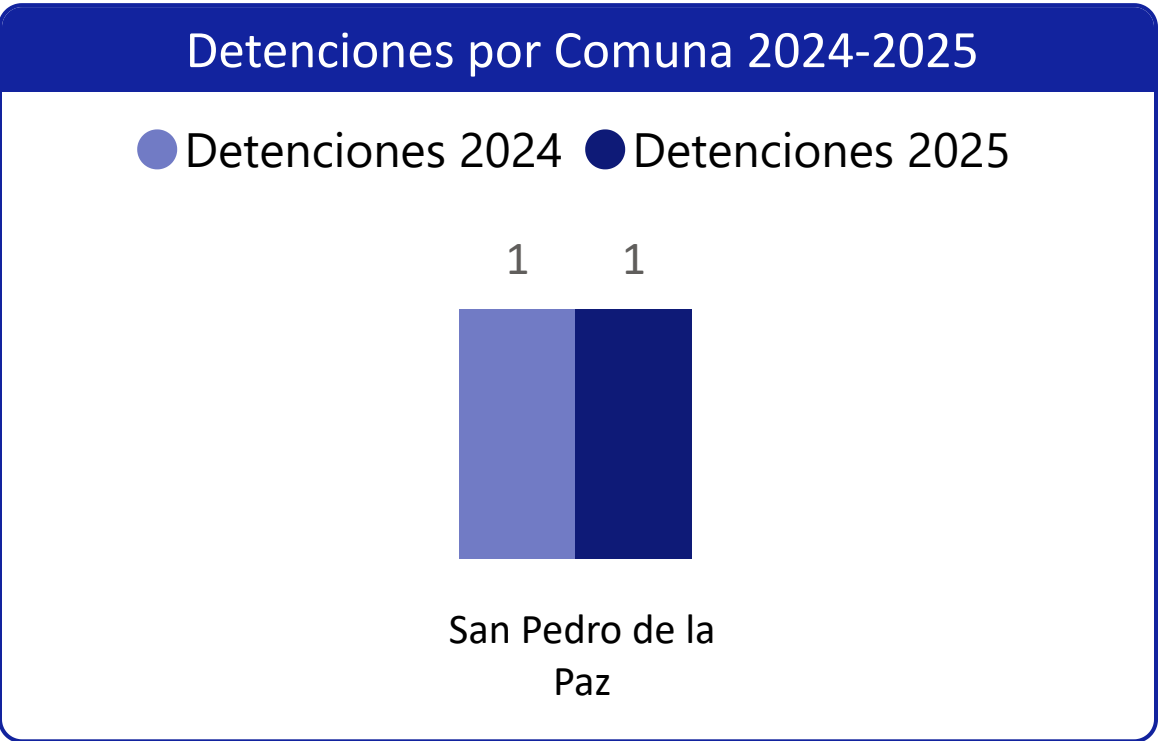 Detenciones por Comuna 2024-2025
Detenciones 2024 Detenciones 2025
1 1
San Pedro de la
Paz